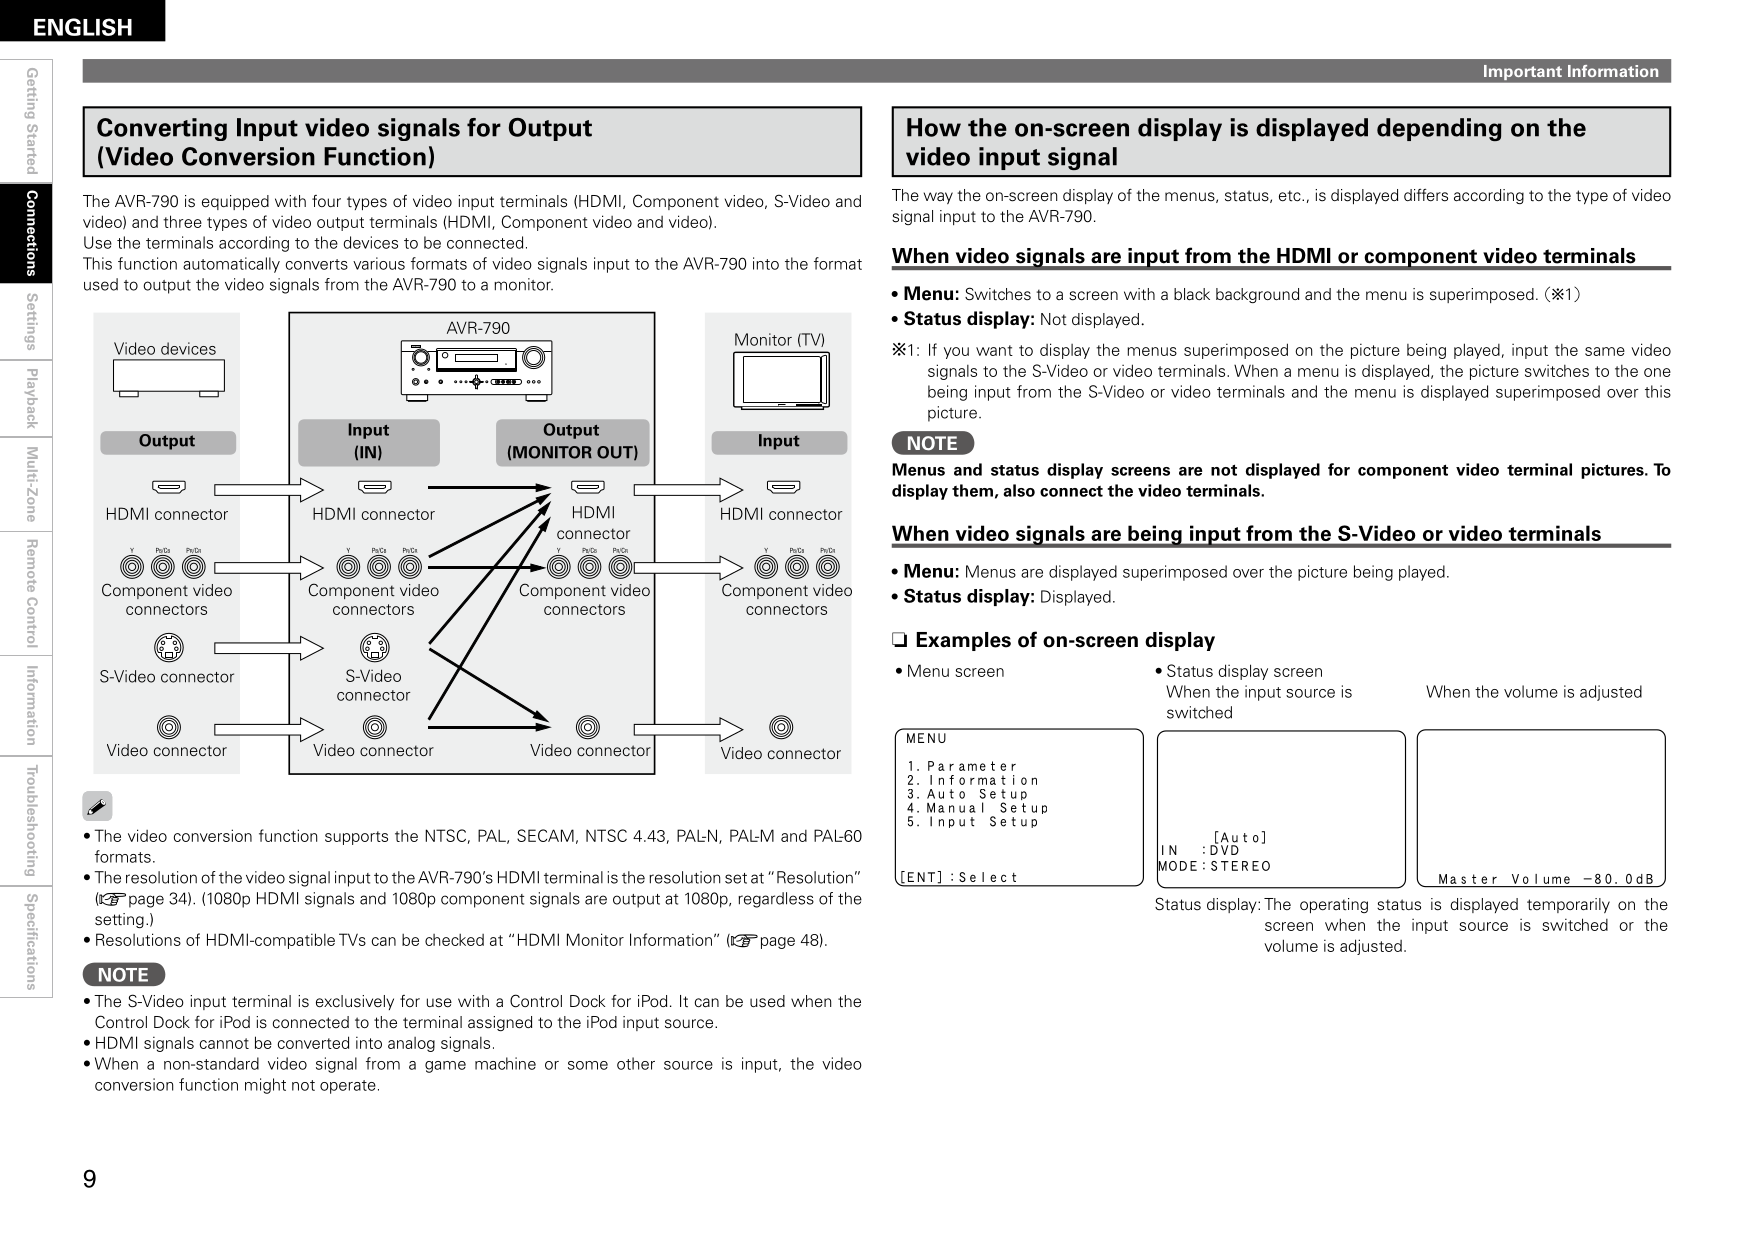 ENGLISH
Getting Started
Connections
Settings
Playback
Multi-Zone
Remote Control
Information
Troubleshooting
Specifications
Important Information
Converting Input video signals for Output
(Video Conversion Function)
The AVR-790 is equipped with four types of video input terminals (HDMI, Component video, S-Video and
video) and three types of video output terminals (HDMI, Component video and video).
Use the terminals according to the devices to be connected.
This function automatically converts various formats of video signals input to the AVR-790 into the format
used to output the video signals from the AVR-790 to a monitor.
Video devices
AVR-790
Monitor (TV)
Output
Input
(IN)
Output
(MONITOR OUT)
Input
HDMI connector
HDMI connector
HDMI
connector
HDMI connector
Y PB/CB PR/CR
Y PB/CB PR/CR
Y PB/CB PR/CR
Y PB/CB PR/CR
Component video
connectors
Component video
connectors
Component video
connectors
Component video
connectors
S-Video connector
S-Video
connector
Video connector
Video connector
Video connector
Video connector
• The video conversion function supports the NTSC, PAL, SECAM, NTSC 4.43, PAL-N, PAL-M and PAL-60
formats.
• The resolution of the video signal input to the AVR-790's HDMI terminal is the resolution set at “Resolution”
(☞page 34). (1080p HDMI signals and 1080p component signals are output at 1080p, regardless of the
setting.)
• Resolutions of HDMI-compatible TVs can be checked at “HDMI Monitor Information” (☞page 48).
NOTE
• The S-Video input terminal is exclusively for use with a Control Dock for iPod. It can be used when the
Control Dock for iPod is connected to the terminal assigned to the iPod input source.
• HDMI signals cannot be converted into analog signals.
• When a non-standard video signal from a game machine or some other source is input, the video
conversion function might not operate.
How the on-screen display is displayed depending on the
video input signal
The way the on-screen display of the menus, status, etc., is displayed differs according to the type of video
signal input to the AVR-790.
When video signals are input from the HDMI or component video terminals
• Menu: Switches to a screen with a black background and the menu is superimposed. (※1)
• Status display: Not displayed.
※1: If you want to display the menus superimposed on the picture being played, input the same video
signals to the S-Video or video terminals. When a menu is displayed, the picture switches to the one
being input from the S-Video or video terminals and the menu is displayed superimposed over this
picture.
NOTE
Menus and status display screens are not displayed for component video terminal pictures. To
display them, also connect the video terminals.
When video signals are being input from the S-Video or video terminals
• Menu: Menus are displayed superimposed over the picture being played.
• Status display: Displayed.
❏ Examples of on-screen display
• Menu screen
• Status display screen
When the input source is
switched
When the volume is adjusted
MENU
1. Parameter
2. Information
3. Auto Setup
4. Manual Setup
5. Input Setup
[ENT] : Select
[Auto]
IN : DVD
MODE : STEREO
Master Volume －80. 0dB
Status display: The operating status is displayed temporarily on the
screen when the input source is switched or the
volume is adjusted.
9